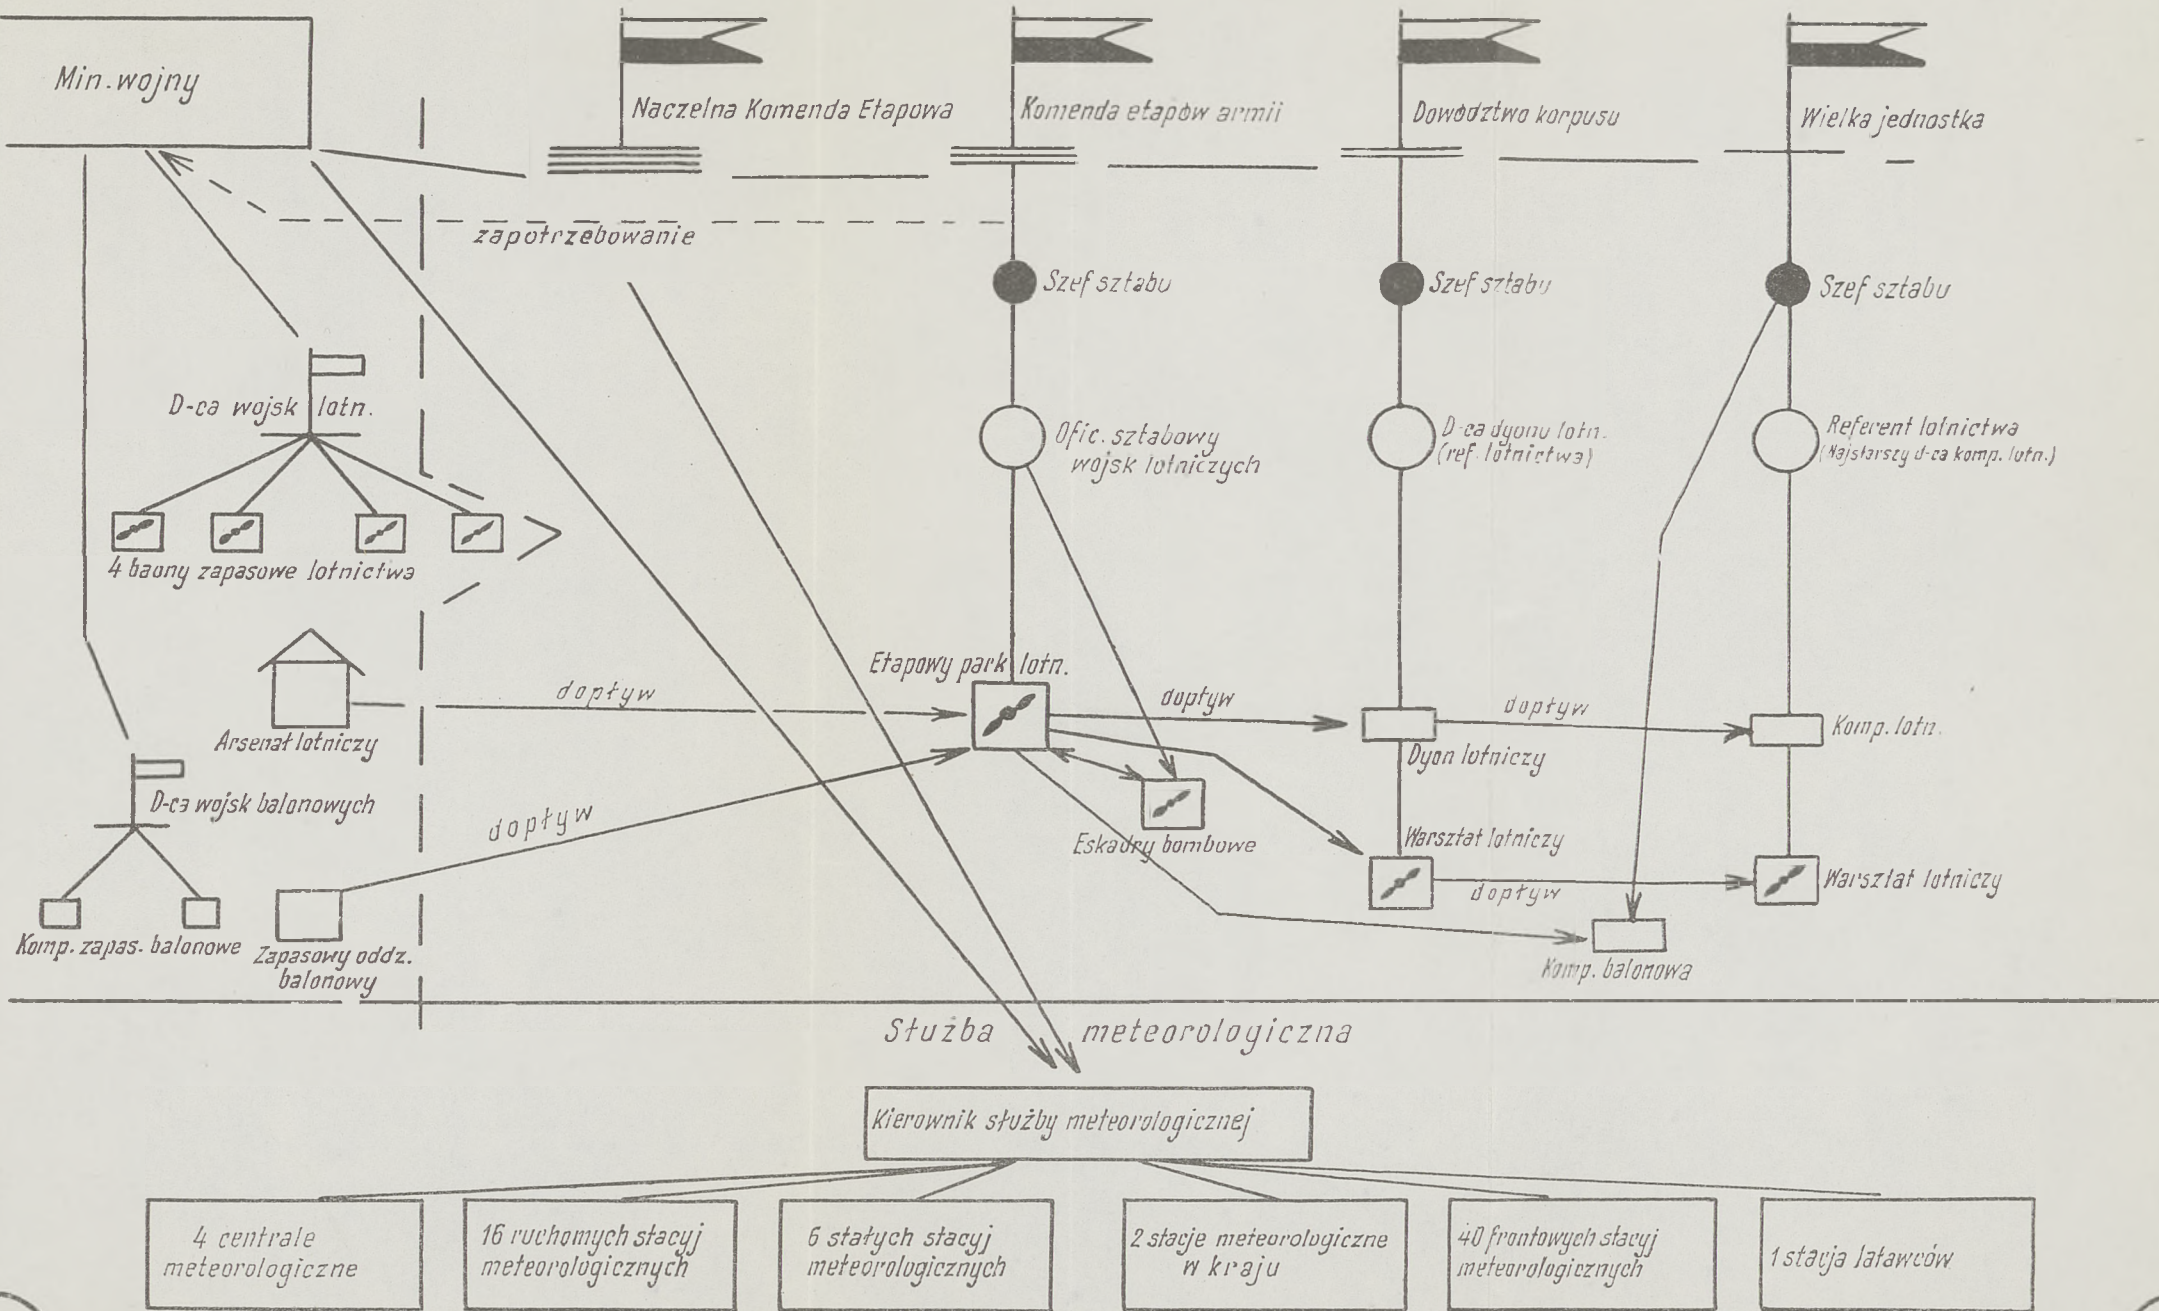 Min. wojny
Naczelna Komenda Etapowa
Komenda etapów armii
Dowództwo korpusu
Wielka jednostka
zapotrzebowanie
Szef sztabu
Szef sztabu
Szef sztabu
D-ca wojsk lotn.
Ofic. sztabowy
wojsk lotniczych
D-ca dyonu lotn.
(ref. lotnictwa)
Referent lotnictwa
(Najstarszy d-ca komp. lotn.)
4 baony zapasowe lotnictwa
Etapowy park lotn.
dopływ
dopływ
dopływ
Arsenał lotniczy
Dyon lotniczy
Komp. lotn.
D-ca wojsk balonowych
dopływ
Eskadry bombowe
Warsztat lotniczy
dopływ
Warsztat lotniczy
Komp. zapas. balonowe
Zapasowy oddz.
balonowy
Komp. balonowa
Służba meteorologiczna
Kierownik służby meteorologicznej
4 centrale
meteorologiczne
16 ruchomych stacyj
meteorologicznych
6 stałych stacyj
meteorologicznych
2 stacje meteorologiczne
w kraju
40 frontowych stacyj
meteorologicznych
1 stacja latawców